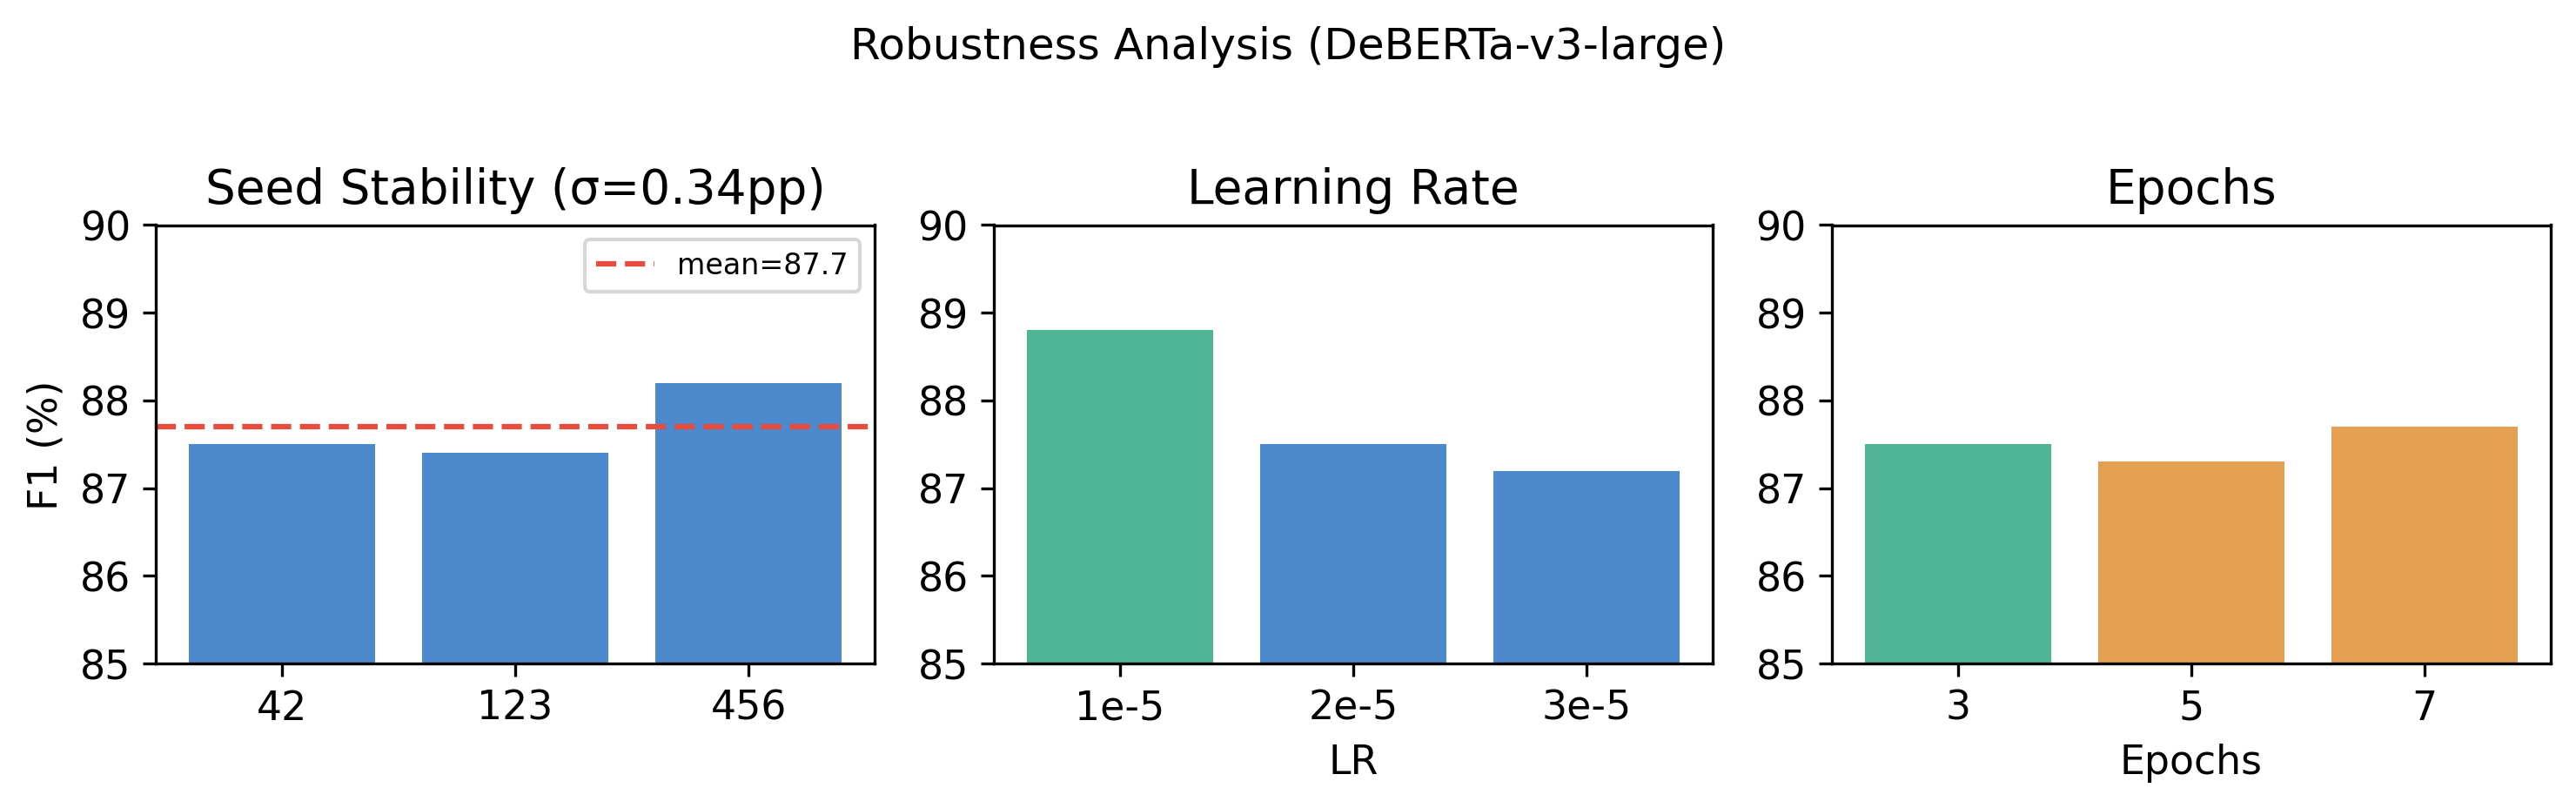 Robustness Analysis (DeBERTa-v3-large)
Seed Stability (σ=0.34pp)
90
89
88
87
86
85
F1 (%)
mean=87.7
42 123 456
Learning Rate
90
89
88
87
86
85
1e-5 2e-5 3e-5
LR
Epochs
90
89
88
87
86
85
3 5 7
Epochs